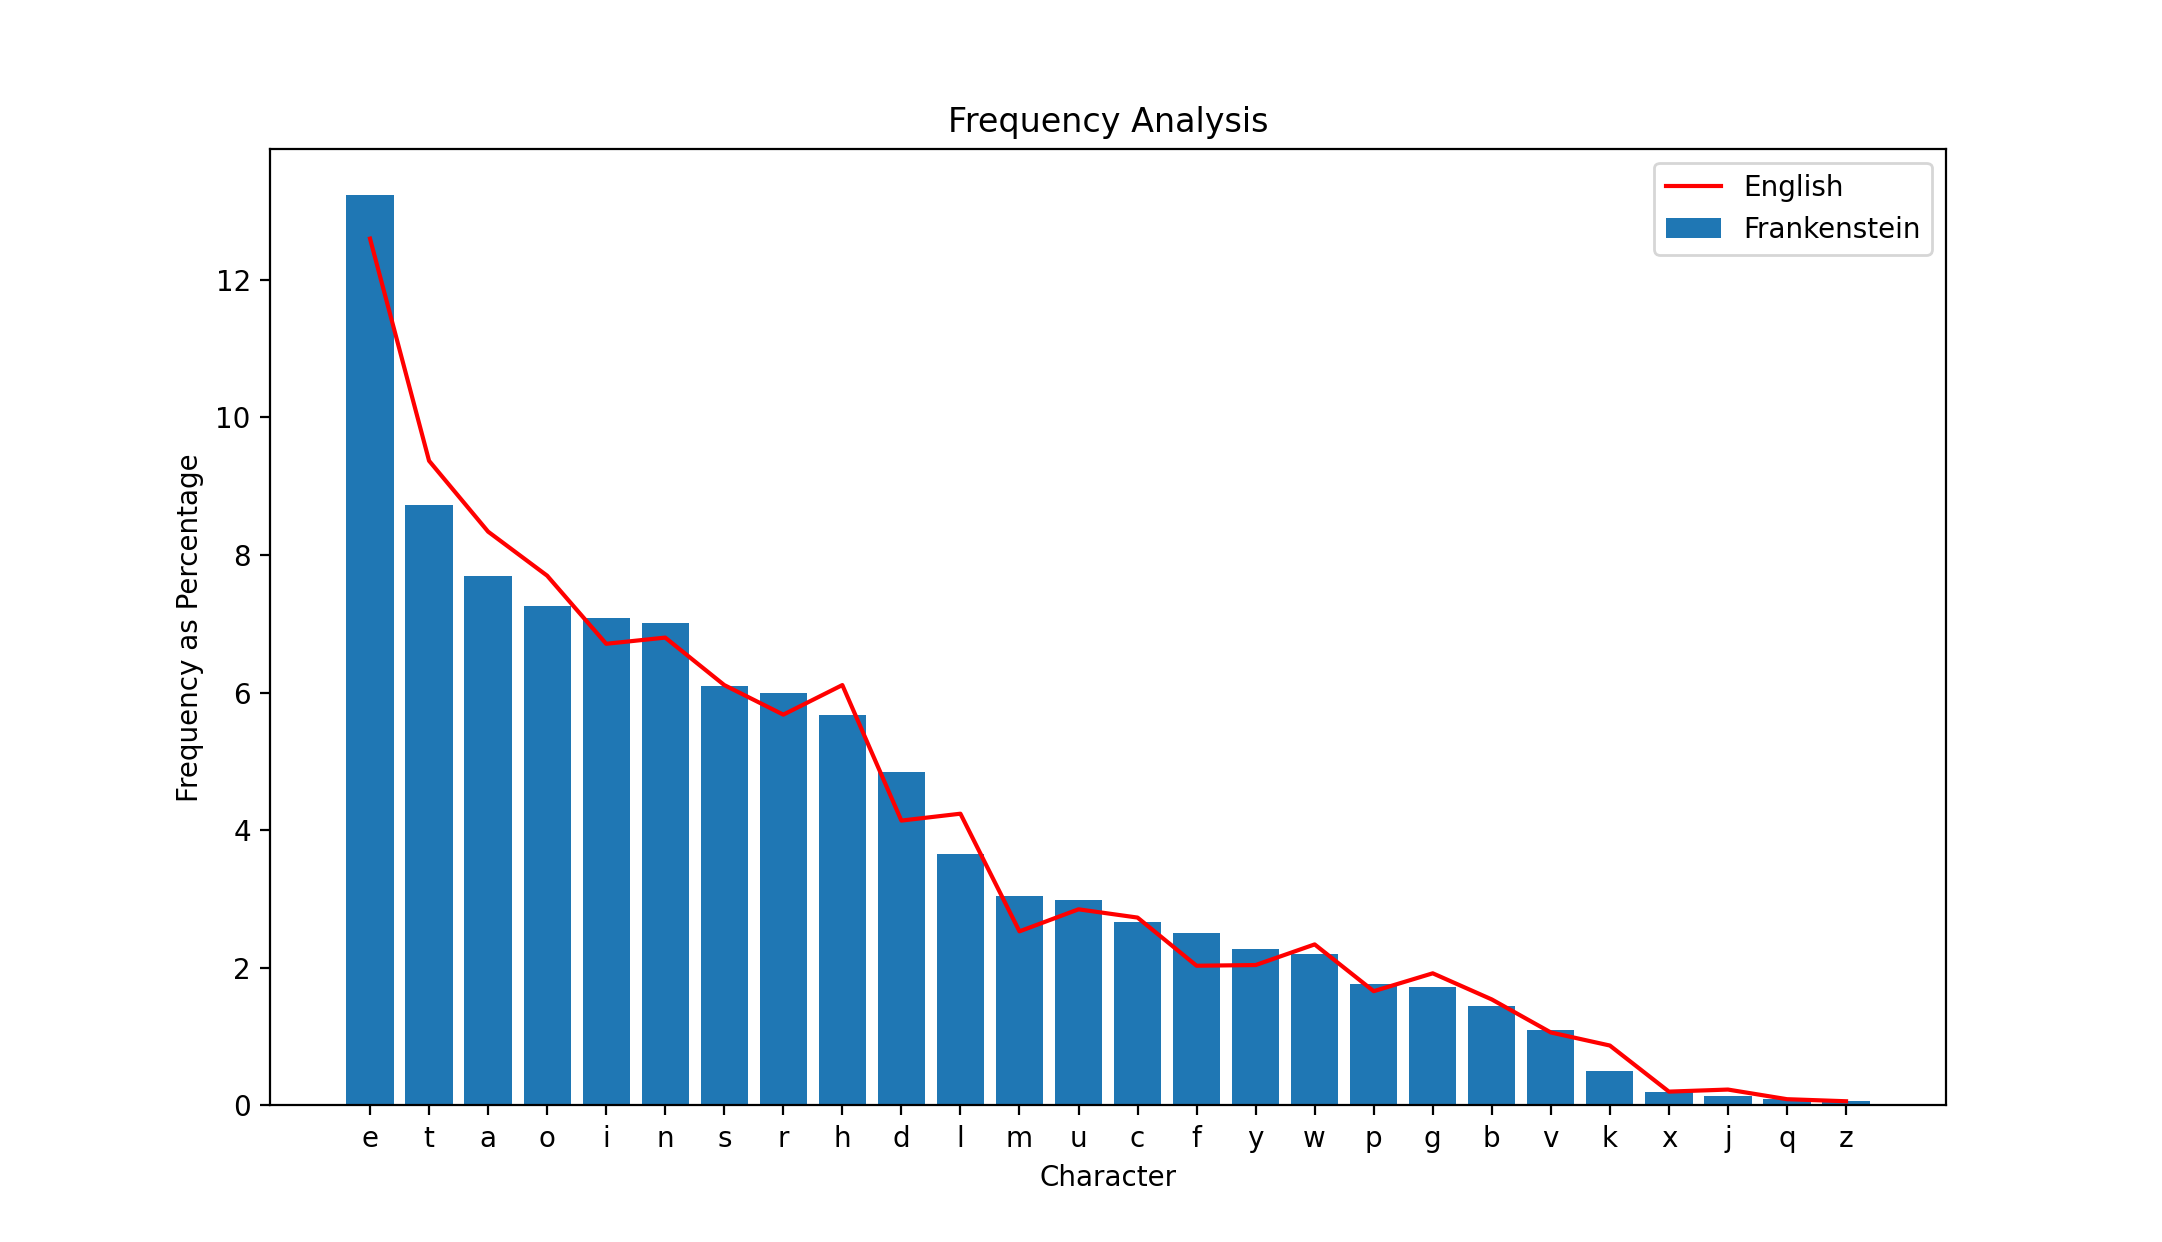 Frequency Analysis
English
Frankenstein
Frequency as Percentage
12
10
8
6
4
2
0
e t a o i n s r h d l m u c f y w p g b v k x j q z
Character